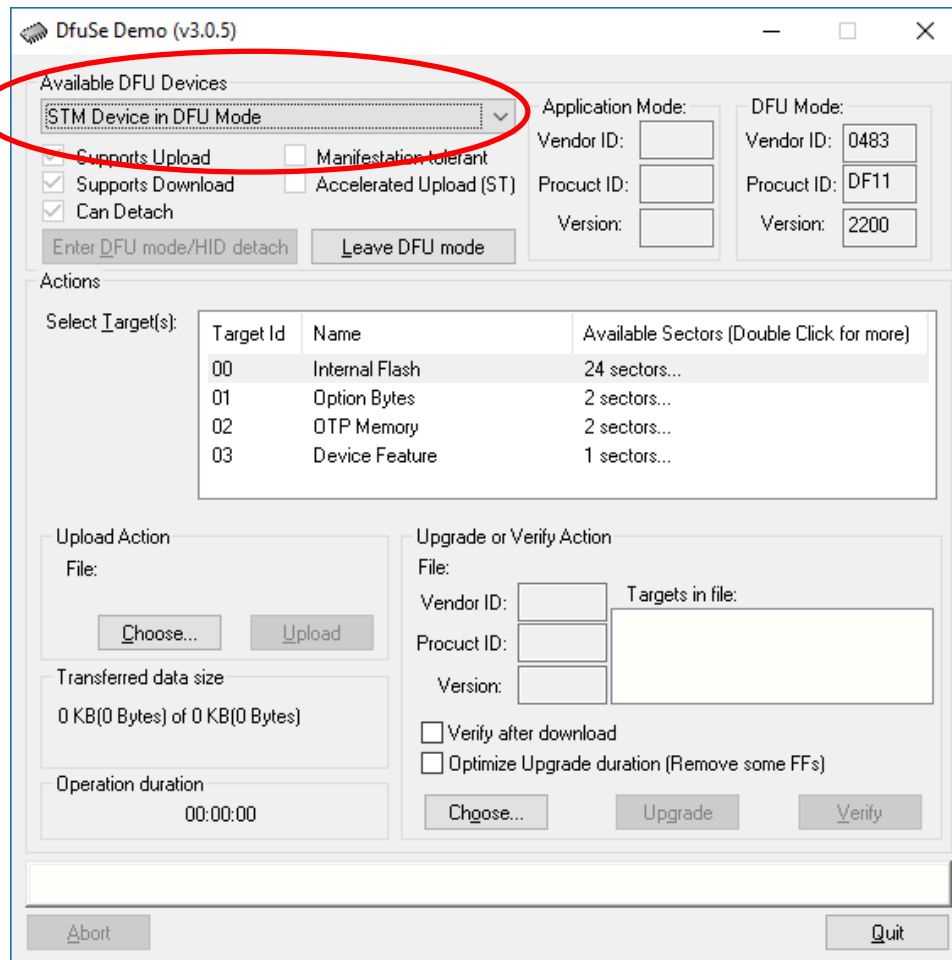 DfuSe Demo (v3.0.5)
Available DFU Devices
STM Device in DFU Mode
Supports Upload
Manifestation tolerant
Supports Download
Accelerated Upload (ST)
Can Detach
Enter DFU mode/HID detach
Leave DFU mode
Application Mode:
Vendor ID:
Procuct ID:
Version:
DFU Mode:
Vendor ID: 0483
Procuct ID: DF11
Version: 2200
Actions
Select Target(s):
Target Id Name Available Sectors (Double Click for more)
00 Internal Flash 24 sectors...
01 Option Bytes 2 sectors...
02 OTP Memory 2 sectors...
03 Device Feature 1 sectors...
Upload Action
File:
Choose...
Upload
Transferred data size
0 KB(0 Bytes) of 0 KB(0 Bytes)
Operation duration
00:00:00
Upgrade or Verify Action
File:
Vendor ID:
Procuct ID:
Version:
Targets in file:
Verify after download
Optimize Upgrade duration (Remove some FFs)
Choose...
Upgrade
Verify
Abort
Quit